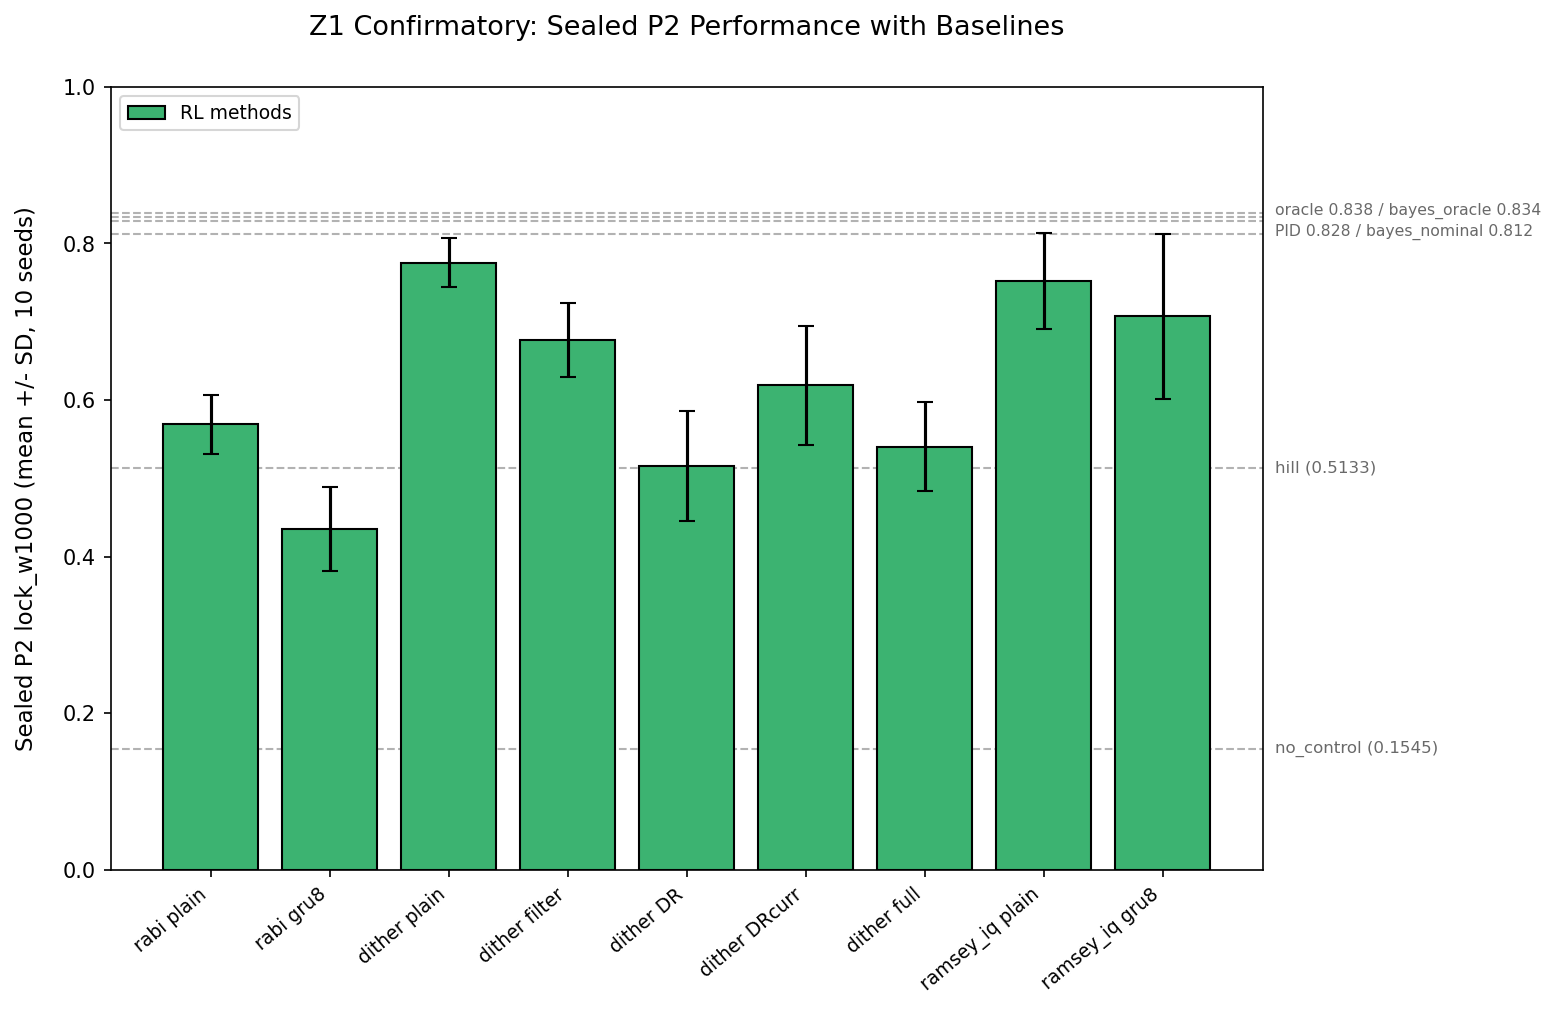 Z1 Confirmatory: Sealed P2 Performance with Baselines
Sealed P2 lock_w1000 (mean +/- SD, 10 seeds)
1.0
0.8
0.6
0.4
0.2
0.0
RL methods
oracle 0.838 / bayes_oracle 0.834
PID 0.828 / bayes_nominal 0.812
hill (0.5133)
no_control (0.1545)
rabi plain
rabi gru8
dither plain
dither filter
dither DR
dither DRcurr
dither full
ramsey_iq plain
ramsey_iq gru8